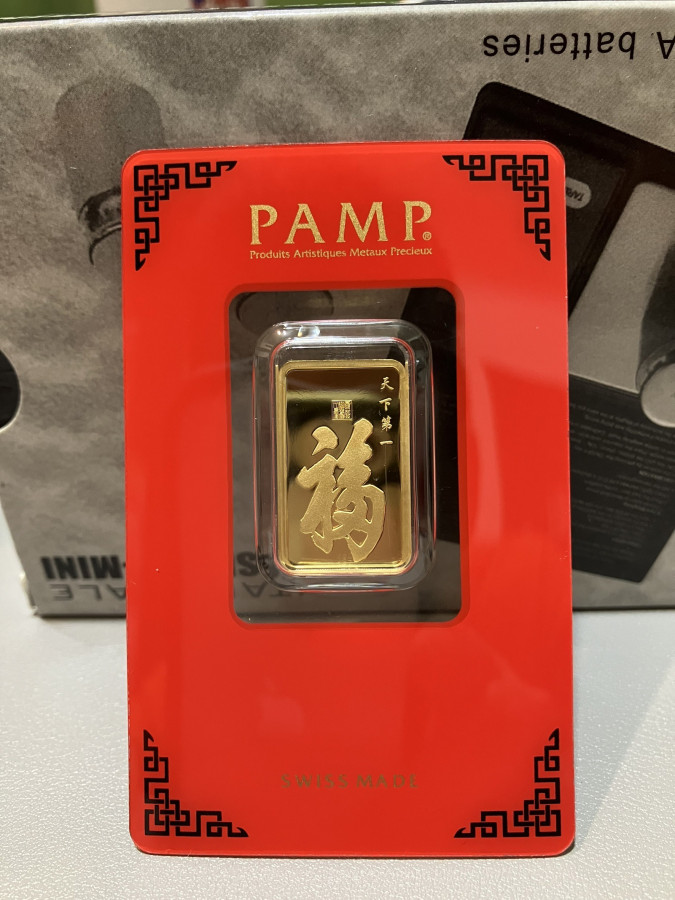 A batteries
PAMP®
Produits Artistiques Metaux Precieux
天下第一
福
SWISS MADE